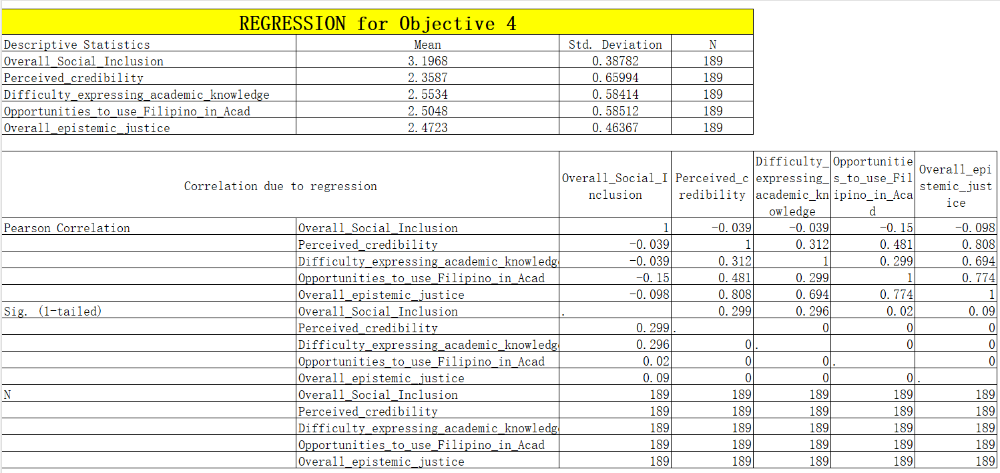 REGRESSION for Objective 4
Descriptive Statistics Mean Std. Deviation N
Overall_Social_Inclusion 3.1968 0.38782 189
Perceived_credibility 2.3587 0.65994 189
Difficulty_expressing_academic_knowledge 2.5534 0.58414 189
Opportunities_to_use_Filipino_in_Acad 2.5048 0.58512 189
Overall_epistemic_justice 2.4723 0.46367 189
Correlation due to regression Overall_Social_Inclusion Perceived_credibility Difficulty_expressing_academic_knowledge Opportunities_to_use_Filipino_in_Acad Overall_epistemic_justice
Pearson Correlation Overall_Social_Inclusion 1 -0.039 -0.039 -0.15 -0.098
Perceived_credibility -0.039 1 0.312 0.481 0.808
Difficulty_expressing_academic_knowledg -0.039 0.312 1 0.299 0.694
Opportunities_to_use_Filipino_in_Acad -0.15 0.481 0.299 1 0.774
Overall_epistemic_justice -0.098 0.808 0.694 0.774 1
Sig. (1-tailed) Overall_Social_Inclusion . 0.299 0.296 0.02 0.09
Perceived_credibility 0.299 . 0 0 0
Difficulty_expressing_academic_knowledg 0.296 0 . 0 0
Opportunities_to_use_Filipino_in_Acad 0.02 0 0 . 0
Overall_epistemic_justice 0.09 0 0 0 .
N Overall_Social_Inclusion 189 189 189 189 189
Perceived_credibility 189 189 189 189 189
Difficulty_expressing_academic_knowledg 189 189 189 189 189
Opportunities_to_use_Filipino_in_Acad 189 189 189 189 189
Overall_epistemic_justice 189 189 189 189 189